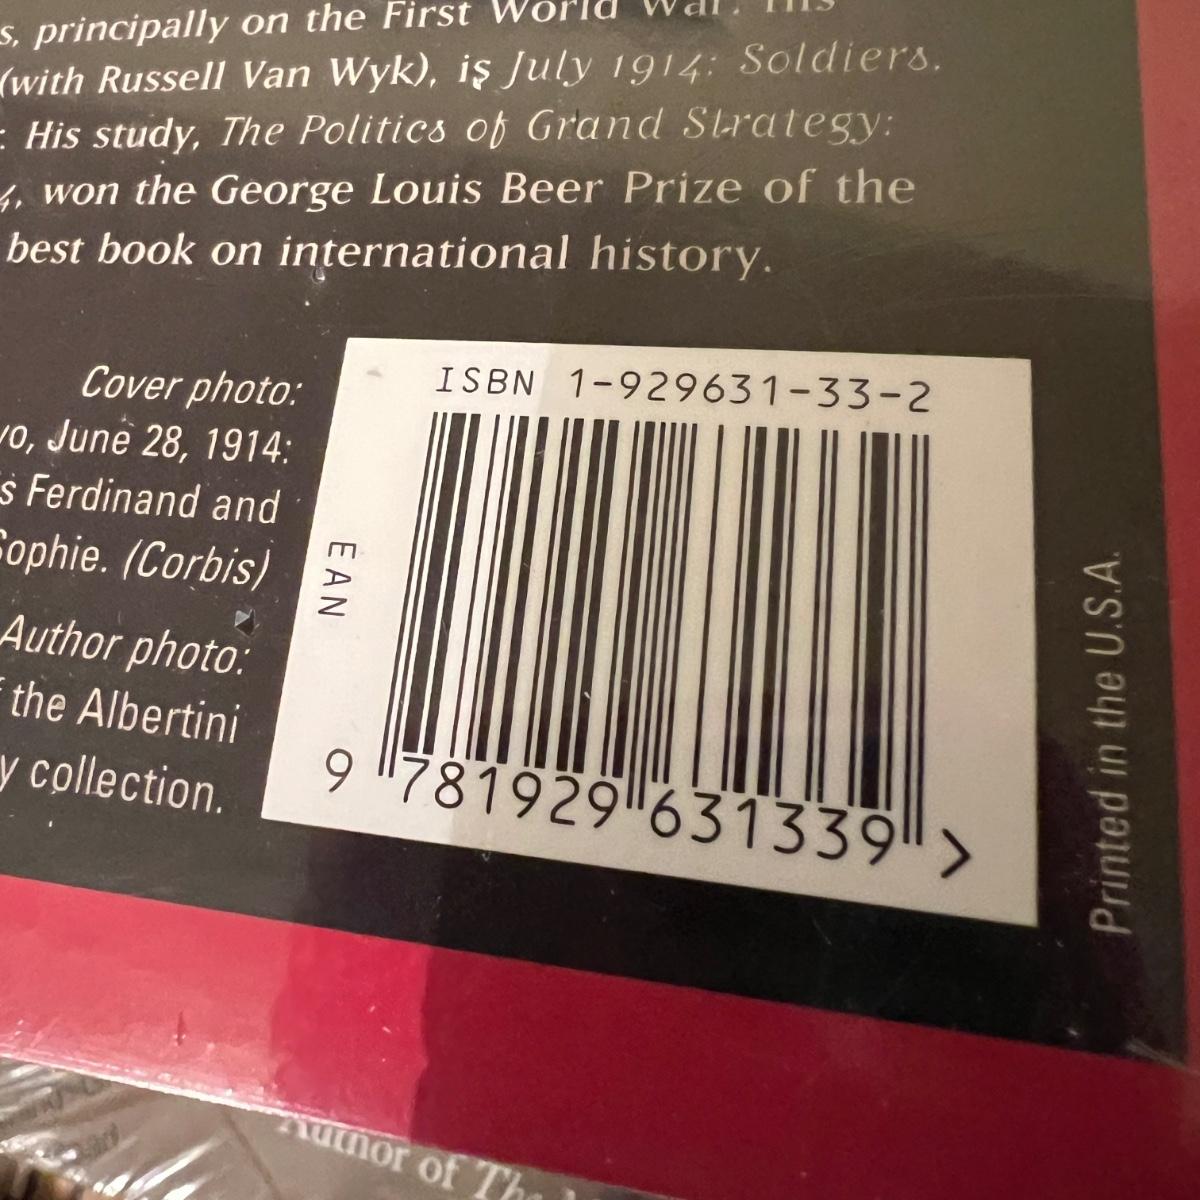 principally on the First World War. His
(with Russell Van Wyk), is July 1914: Soldiers,
: His study, The Politics of Grand Strategy:
4, won the George Louis Beer Prize of the
best book on international history.
Cover photo:
June 28, 1914:
Ferdinand and
Sophie. (Corbis)
Author photo:
the Albertini
collection.
ISBN 1-929631-33-2
EAN
9 781929 631339 >
Printed in the U.S.A.
Author of The